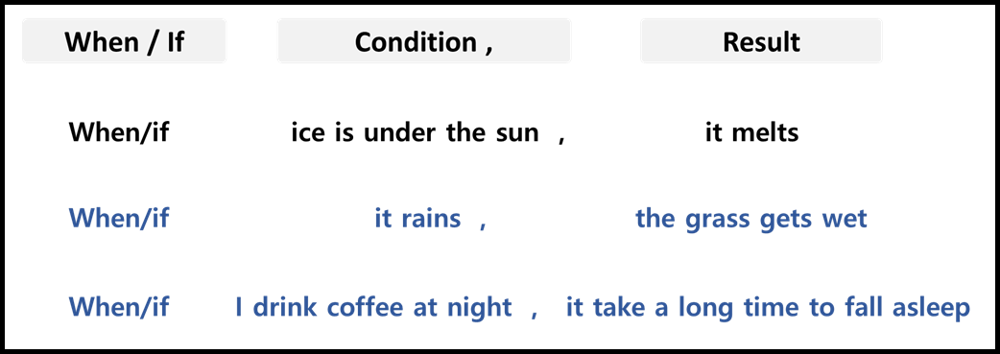 When / If Condition , Result
When/if ice is under the sun , it melts
When/if it rains , the grass gets wet
When/if I drink coffee at night , it take a long time to fall asleep